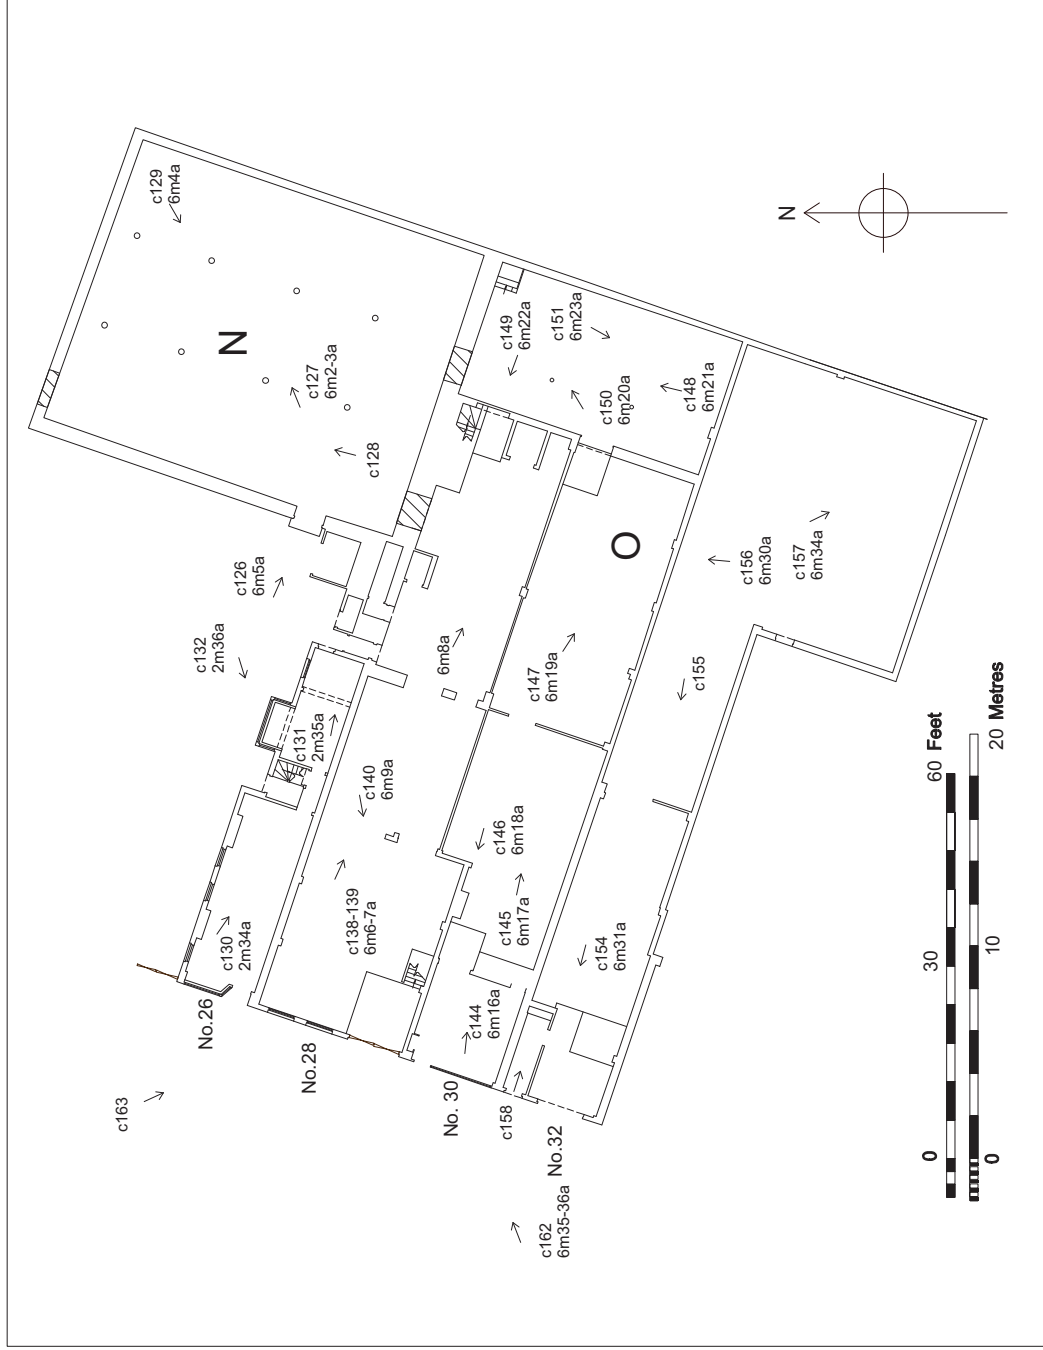 c129
6m4a
N
c127
6m2-3a
c128
N
c149
6m22a
c151
6m23a
c150
6m20a
c148
6m21a
c126
6m5a
c132
2m36a
6m8a
O
c147
6m19a
c156
6m30a
c157
6m34a
c155
c131
2m35a
c140
6m9a
c138-139
6m6-7a
c146
6m18a
c145
6m17a
c130
2m34a
c154
6m31a
c144
6m16a
No.26
No.28
No. 30
No.32
c163
c158
c162
6m35-36a
0
30
60 Feet
0
10
20 Metres